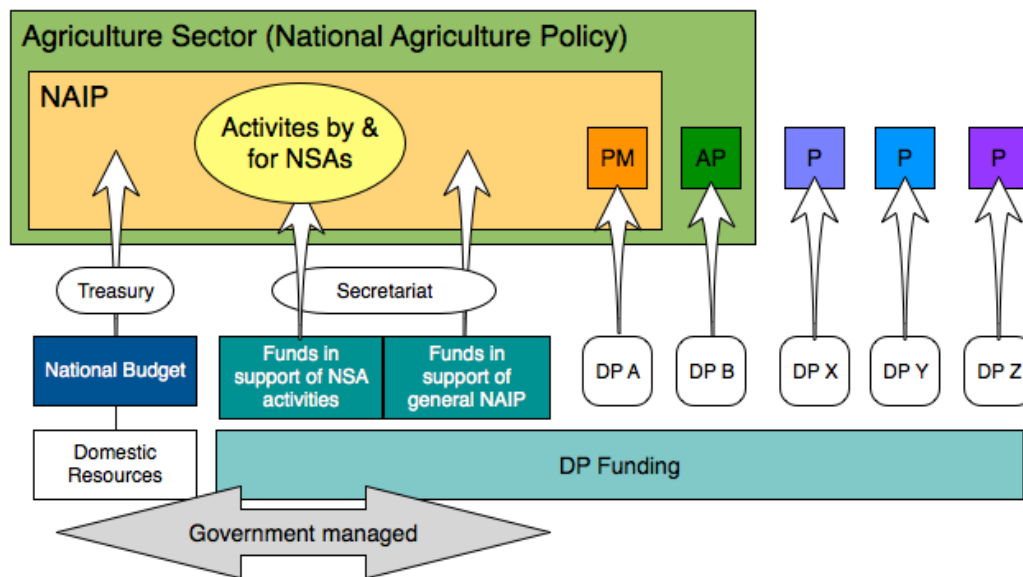 Agriculture Sector (National Agriculture Policy)
NAIP
Activites by &
for NSAs
PM
AP
P
P
P
Treasury
Secretariat
National Budget
Funds in
support of NSA
activities
Funds in
support of
general NAIP
DP A
DP B
DP X
DP Y
DP Z
Domestic
Resources
DP Funding
Government managed